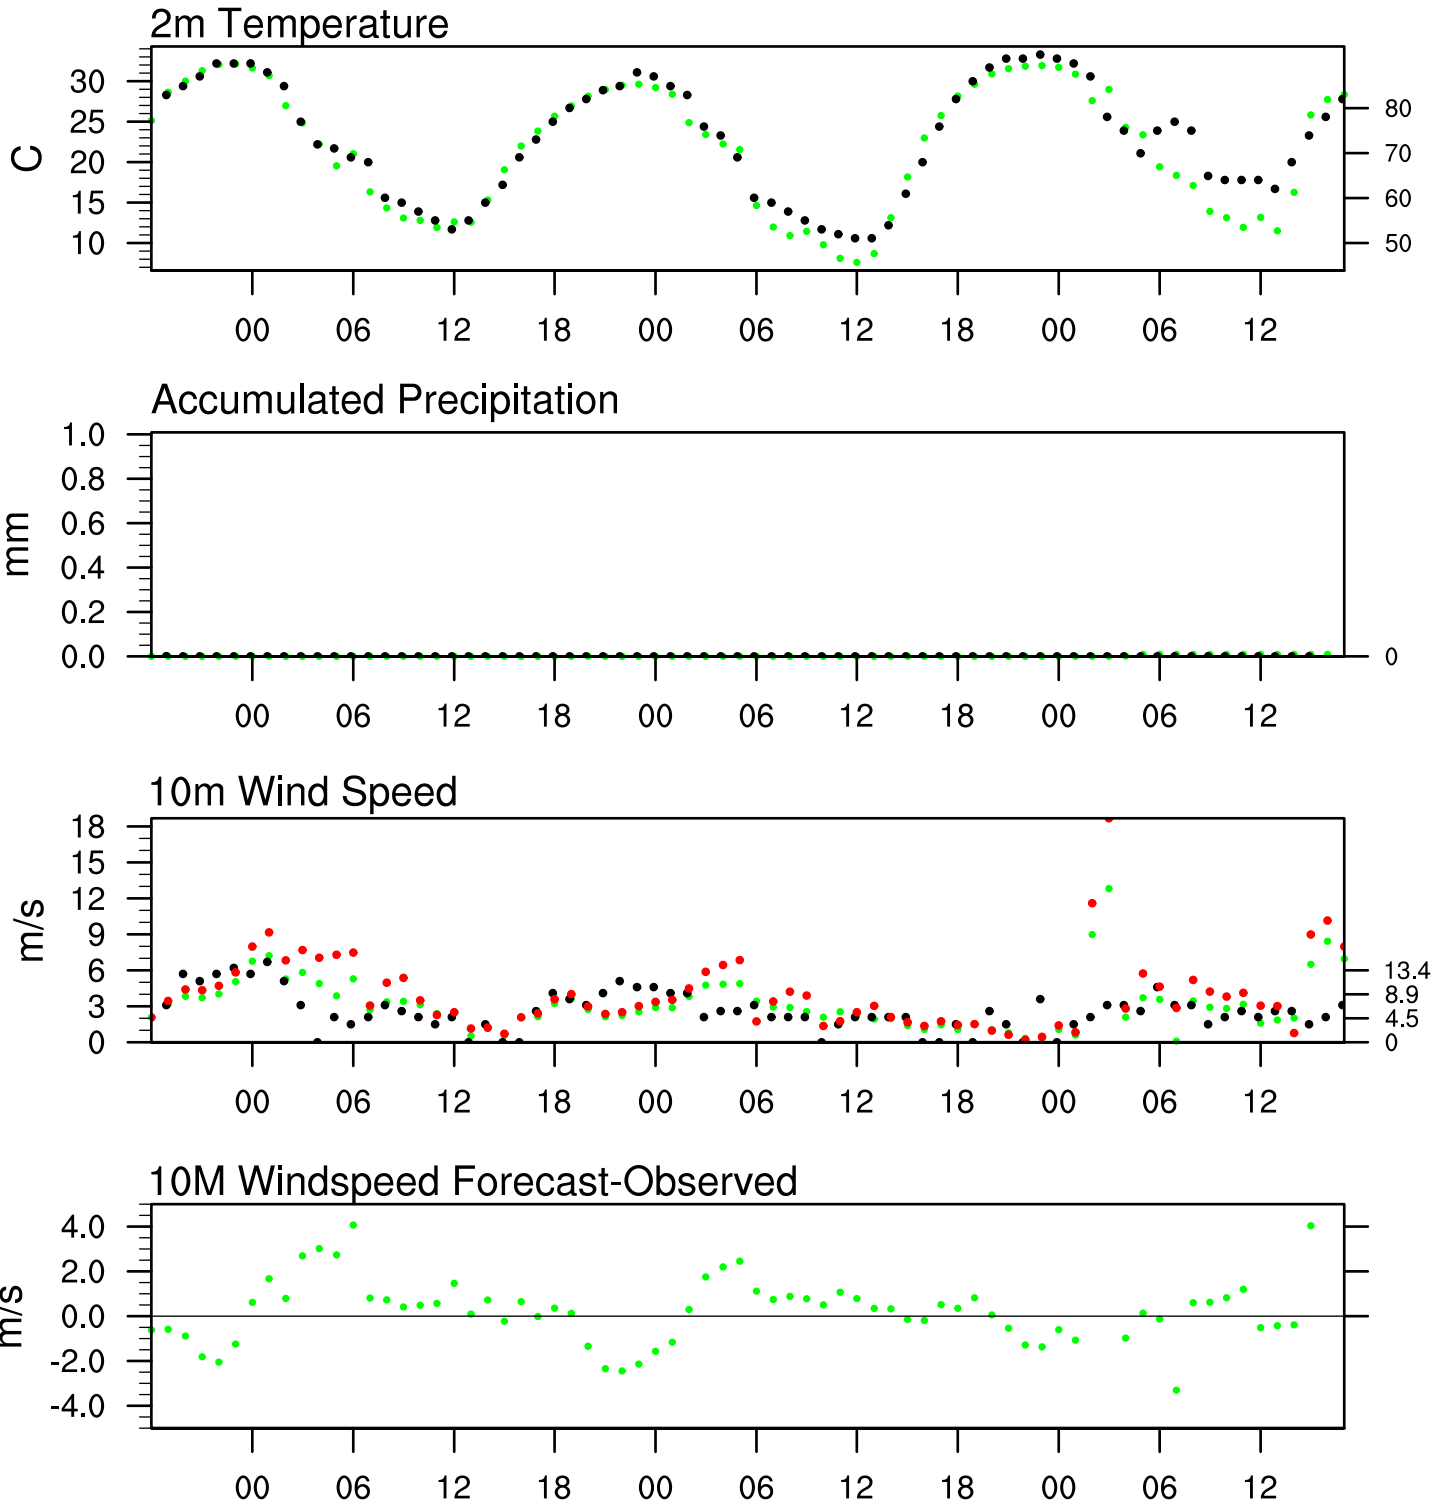 2m Temperature
30
25
20
15
10
C
80
70
60
50
00 06 12 18 00 06 12 18 00 06 12
Accumulated Precipitation
1.0
0.8
0.6
0.4
0.2
0.0
mm
0
00 06 12 18 00 06 12 18 00 06 12
10m Wind Speed
18
15
12
9
6
3
0
m/s
13.4
8.9
4.5
0
00 06 12 18 00 06 12 18 00 06 12
10M Windspeed Forecast-Observed
4.0
2.0
0.0
-2.0
-4.0
m/s
00 06 12 18 00 06 12 18 00 06 12